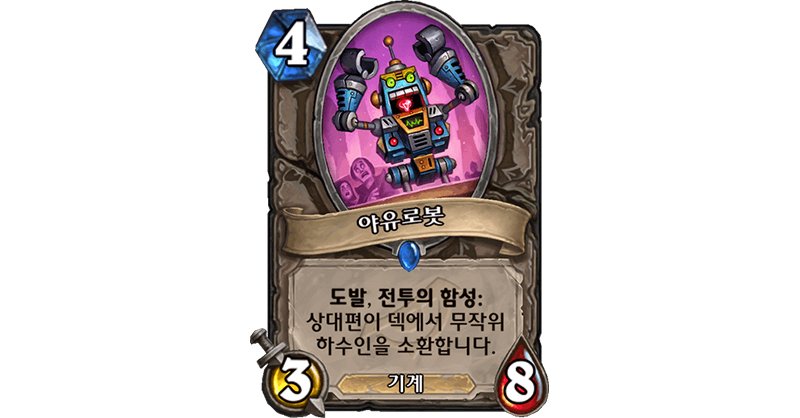 4
야유로봇
도발, 전투의 함성:
상대편이 덱에서 무작위
하수인을 소환합니다.
3
기계
8